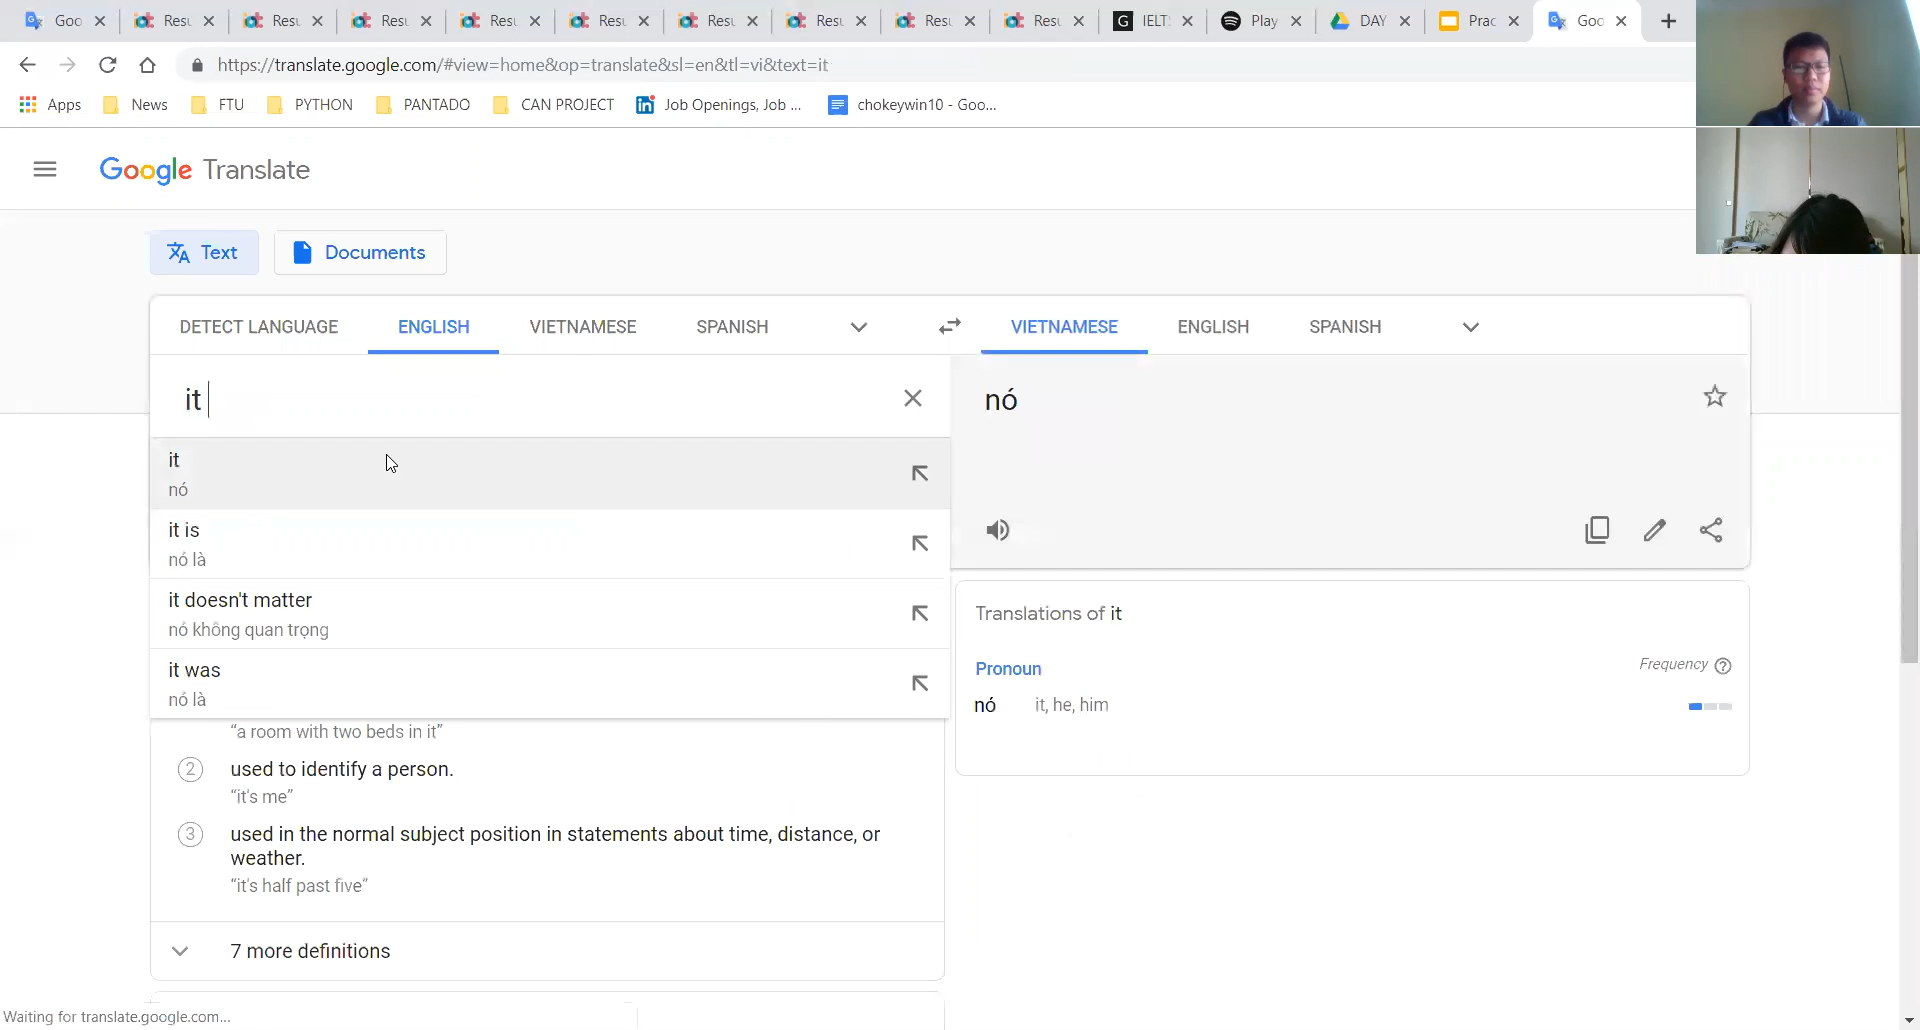 Goo Resu Resu Resu Resu Resu Resu Resu Resu Resu IELT Play DAY Prac Goo
https://translate.google.com/#view=home&op=translate&sl=en&tl=vi&text=it
Apps News FTU PYTHON PANTADO CAN PROJECT Job Openings, Job ... chokeywin10 - Goo...
Google Translate
Text Documents
DETECT LANGUAGE ENGLISH VIETNAMESE SPANISH VIETNAMESE ENGLISH SPANISH
it
nó
it
nó
it is
nó là
it doesn't matter
nó không quan trọng
it was
nó là
Translations of it
Pronoun
Frequency
nó it, he, him
“a room with two beds in it”
2 used to identify a person.
“it's me”
3 used in the normal subject position in statements about time, distance, or
weather.
“it's half past five”
7 more definitions
Waiting for translate.google.com...